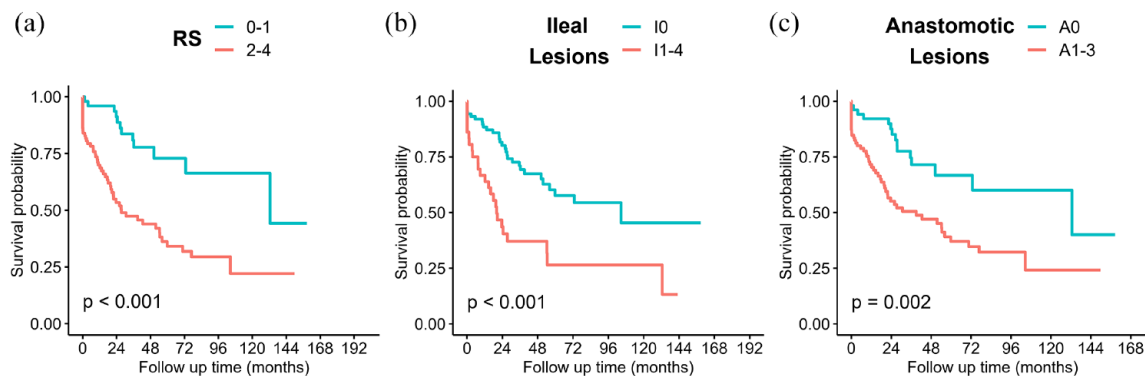 (a)
RS
0-1
2-4
1.00
0.75
0.50
0.25
0.00
Survival probability
p < 0.001
0 24 48 72 96 120 144 168 192
Follow up time (months)
(b)
Ileal
Lesions
I0
I1-4
1.00
0.75
0.50
0.25
0.00
Survival probability
p < 0.001
0 24 48 72 96 120 144 168
Follow up time (months)
(c)
Anastomotic
Lesions
A0
A1-3
1.00
0.75
0.50
0.25
0.00
Survival probability
p = 0.002
0 24 48 72 96 120 144 168
Follow up time (months)